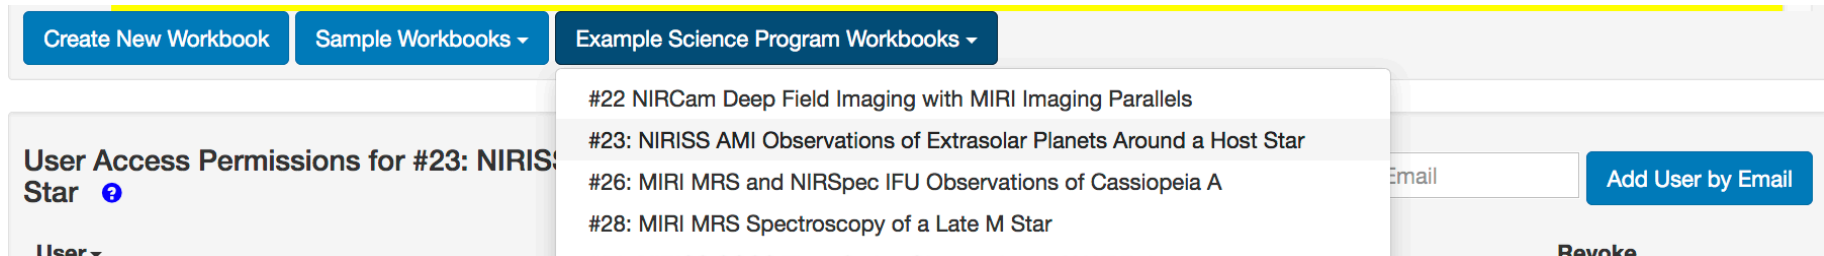 Create New Workbook
Sample Workbooks
Example Science Program Workbooks
#22 NIRCam Deep Field Imaging with MIRI Imaging Parallels
#23: NIRISS AMI Observations of Extrasolar Planets Around a Host Star
#26: MIRI MRS and NIRSpec IFU Observations of Cassiopeia A
#28: MIRI MRS Spectroscopy of a Late M Star
User Access Permissions for #23: NIRISS
Star
Email
Add User by Email
User
Revoke